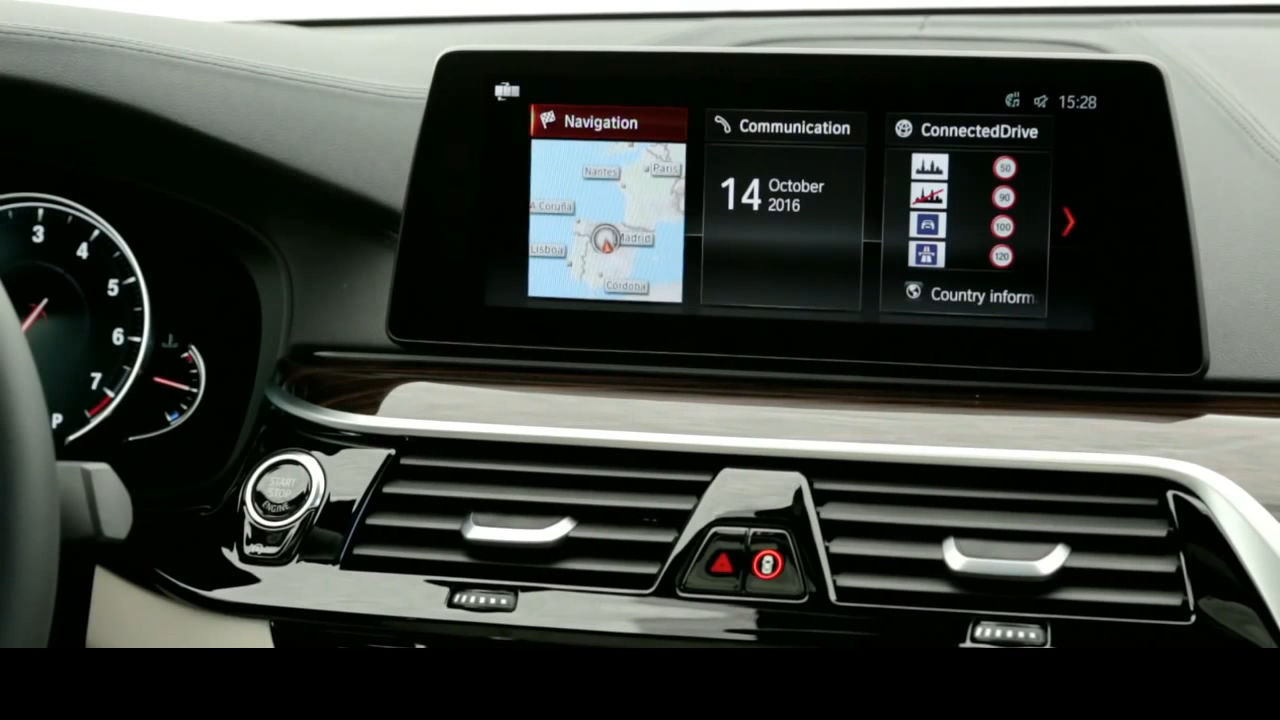 15:28
Navigation
Communication
ConnectedDrive
Nantes
Paris
A Coruña
Madrid
Lisboa
Córdoba
14 October
2016
50
90
100
120
Country inform
3
4
5
6
7
P
START
STOP
ENGINE